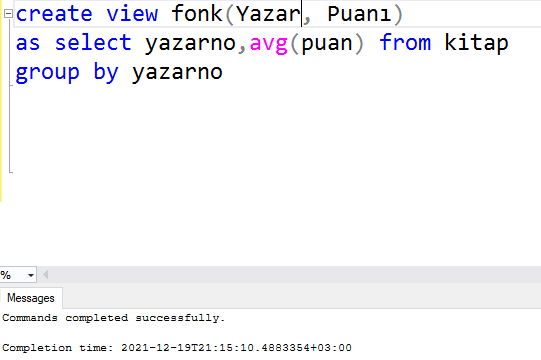 create view fonk(Yazar, Puanı)
as select yazarno,avg(puan) from kitap
group by yazarno
%
Messages
Commands completed successfully.
Completion time: 2021-12-19T21:15:10.4883354+03:00